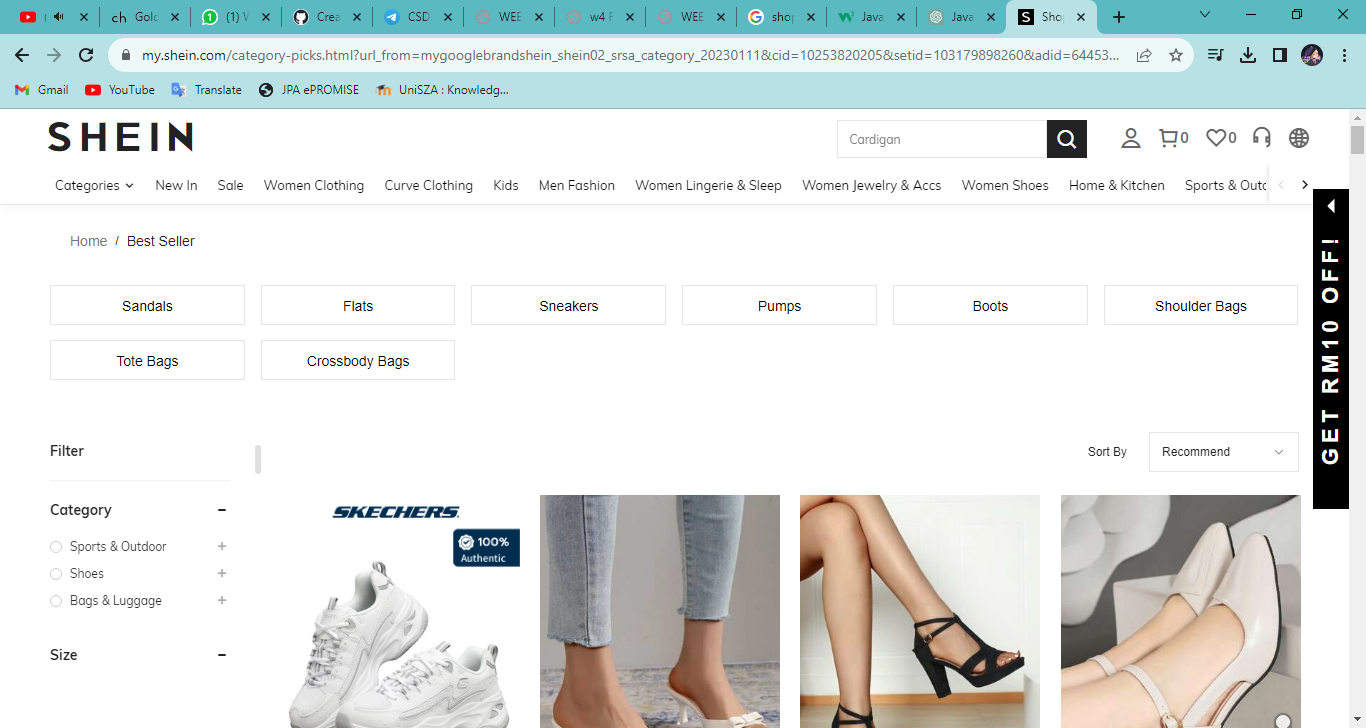 ch Gold
(1) W
Crea
CSD
WEE
w4 F
WEE
shop
Java
Java
Shop
my.shein.com/category-picks.html?url_from=mygooglebrandshein_shein02_srsa_category_20230111&cid=10253820205&setid=103179898260&adid=64453...
Gmail YouTube Translate JPA ePROMISE UniSZA : Knowledg...
SHEIN
Cardigan
0 0
Categories New In Sale Women Clothing Curve Clothing Kids Men Fashion Women Lingerie & Sleep Women Jewelry & Accs Women Shoes Home & Kitchen Sports & Outd
GET RM10 OFF!
Home / Best Seller
Sandals Flats Sneakers Pumps Boots Shoulder Bags
Tote Bags Crossbody Bags
Filter
Sort By Recommend
Category
Sports & Outdoor
Shoes
Bags & Luggage
Size
SKECHERS
100%
Authentic